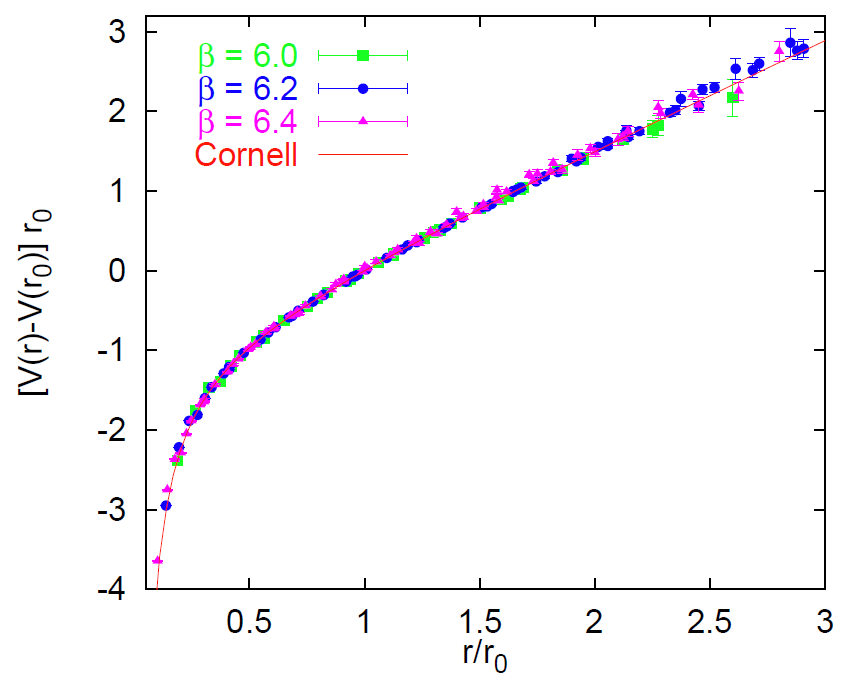 β = 6.0
β = 6.2
β = 6.4
Cornell
[V(r)-V(r₀)] r₀
3
2
1
0
-1
-2
-3
-4
0.5
1
1.5
2
2.5
3
r/r₀